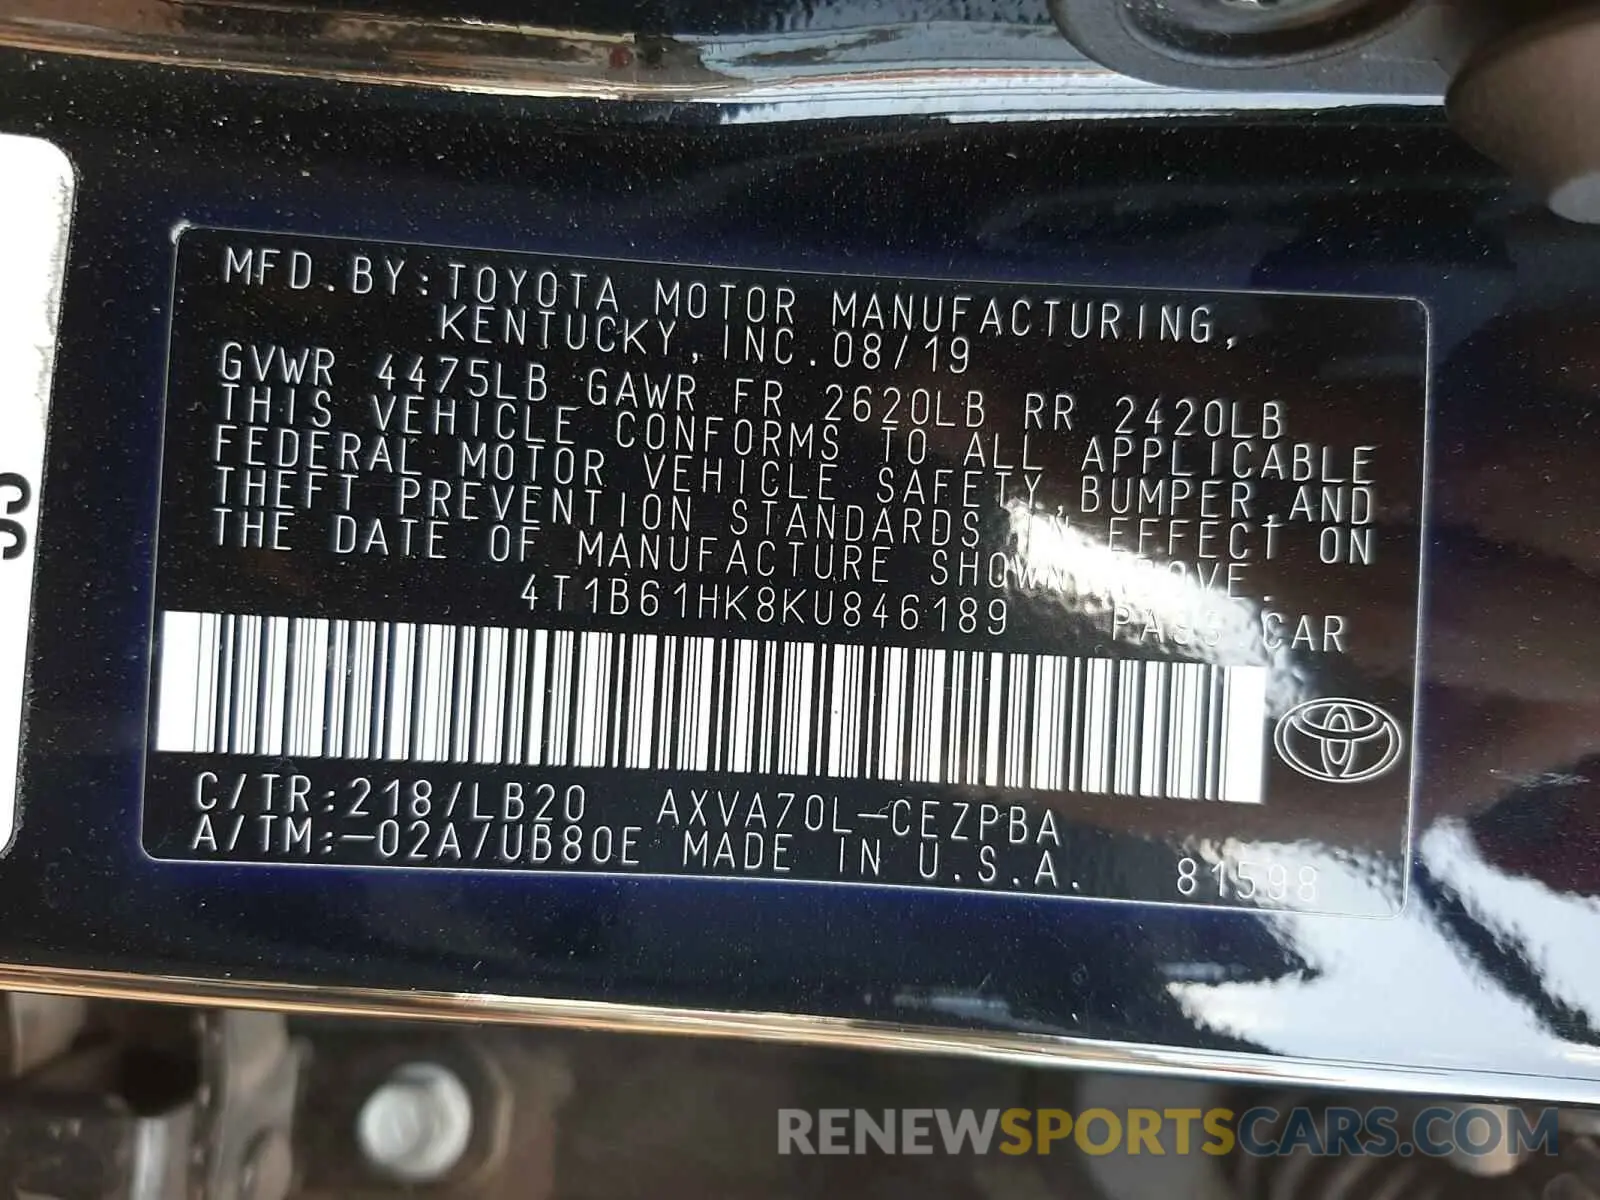 MFD.BY:TOYOTA MOTOR MANUFACTURING,
KENTUCKY,INC.08/19
GVWR 4475LB GAWR FR 2620LB RR 2420LB
THIS VEHICLE CONFORMS TO ALL APPLICABLE
FEDERAL MOTOR VEHICLE SAFETY,BUMPER,AND
THEFT PREVENTION STANDARDS IN EFFECT ON
THE DATE OF MANUFACTURE SHOWN ABOVE.
4T1B61HK8KU846189 PASS CAR
C/TR:218/LB20 AXVA70L-CEZPBA
A/TM:-02A/UB80E MADE IN U.S.A. 81598
RENEWSPORTSCARS.COM